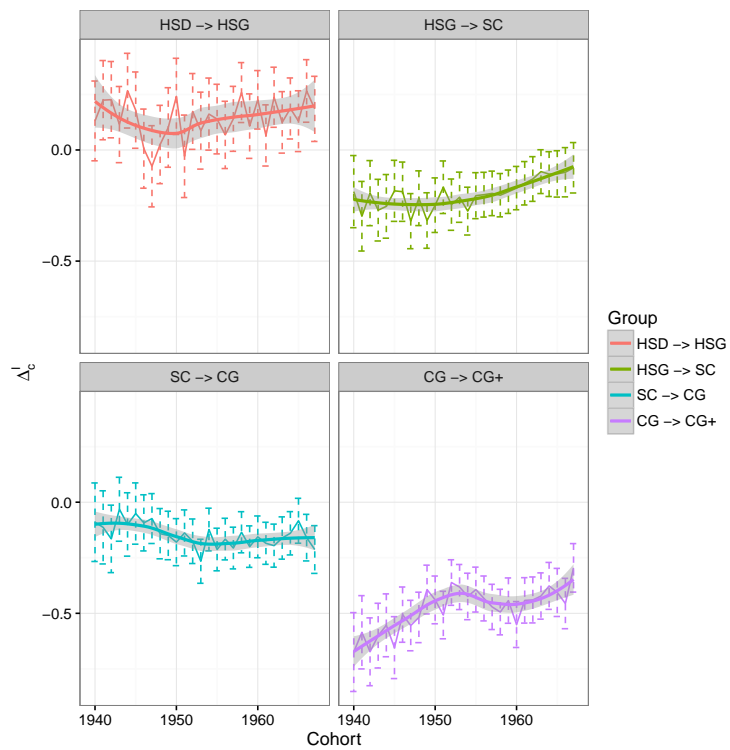 HSD −> HSG
HSG −> SC
0.0
−0.5
SC −> CG
CG −> CG+
0.0
−0.5
1940
1950
1960
1940
1950
1960
Cohort
Δ_c^I
Group
HSD −> HSG
HSG −> SC
SC −> CG
CG −> CG+